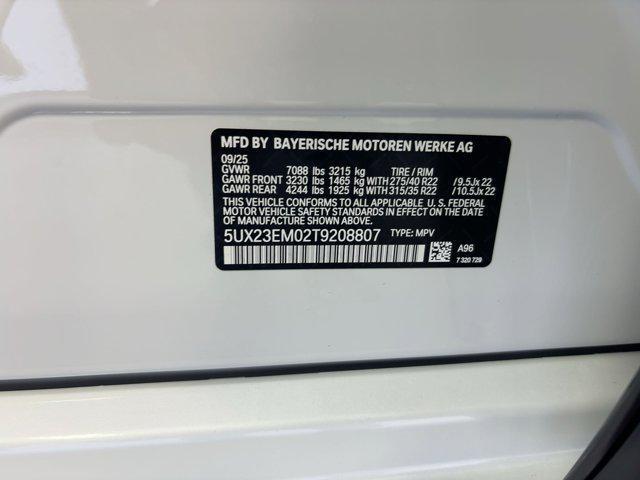 MFD BY BAYERISCHE MOTOREN WERKE AG
09/25
GVWR 7088 lbs 3215 kg TIRE / RIM
GAWR FRONT 3230 lbs 1465 kg WITH 275/40 R22 / 9.5Jx22
GAWR REAR 4244 lbs 1925 kg WITH 315/35 R22 / 10.5Jx22
THIS VEHICLE CONFORMS TO ALL APPLICABLE U. S. FEDERAL
MOTOR VEHICLE SAFETY STANDARDS IN EFFECT ON THE DATE
OF MANUFACTURE SHOWN ABOVE.
5UX23EM02T9208807 TYPE: MPV
A96
7 320 729